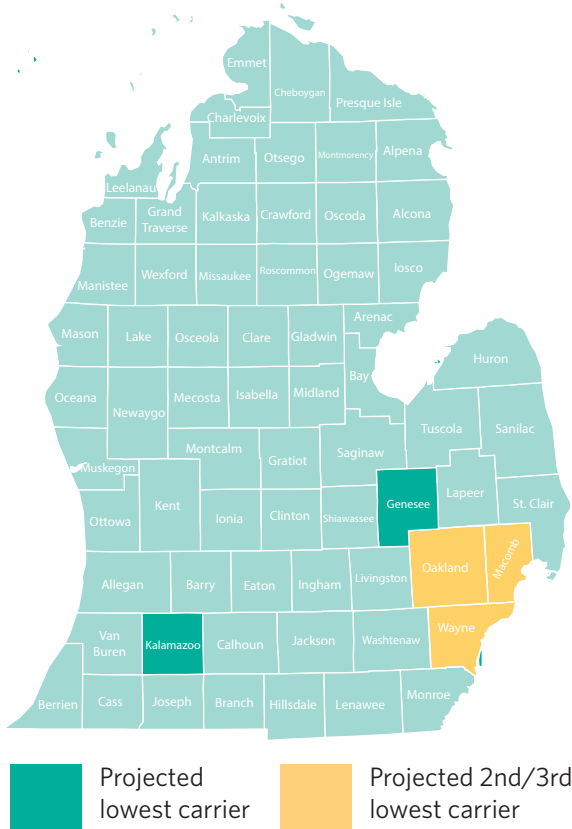 Emmet
Cheboygan
Presque Isle
Charlevoix
Antrim
Otsego
Montmorency
Alpena
Leelanau
Benzie
Grand
Traverse
Kalkaska
Crawford
Oscoda
Alcona
Manistee
Wexford
Missaukee
Roscommon
Ogemaw
Iosco
Mason
Lake
Osceola
Clare
Gladwin
Arenac
Huron
Oceana
Newaygo
Mecosta
Isabella
Midland
Bay
Tuscola
Sanilac
Muskegon
Montcalm
Gratiot
Saginaw
Ottowa
Kent
Ionia
Clinton
Shiawassee
Genesee
Lapeer
St. Clair
Allegan
Barry
Eaton
Ingham
Livingston
Oakland
Macomb
Van
Buren
Kalamazoo
Calhoun
Jackson
Washtenaw
Wayne
Berrien
Cass
Joseph
Branch
Hillsdale
Lenawee
Monroe
Projected
lowest carrier
Projected 2nd/3rd
lowest carrier